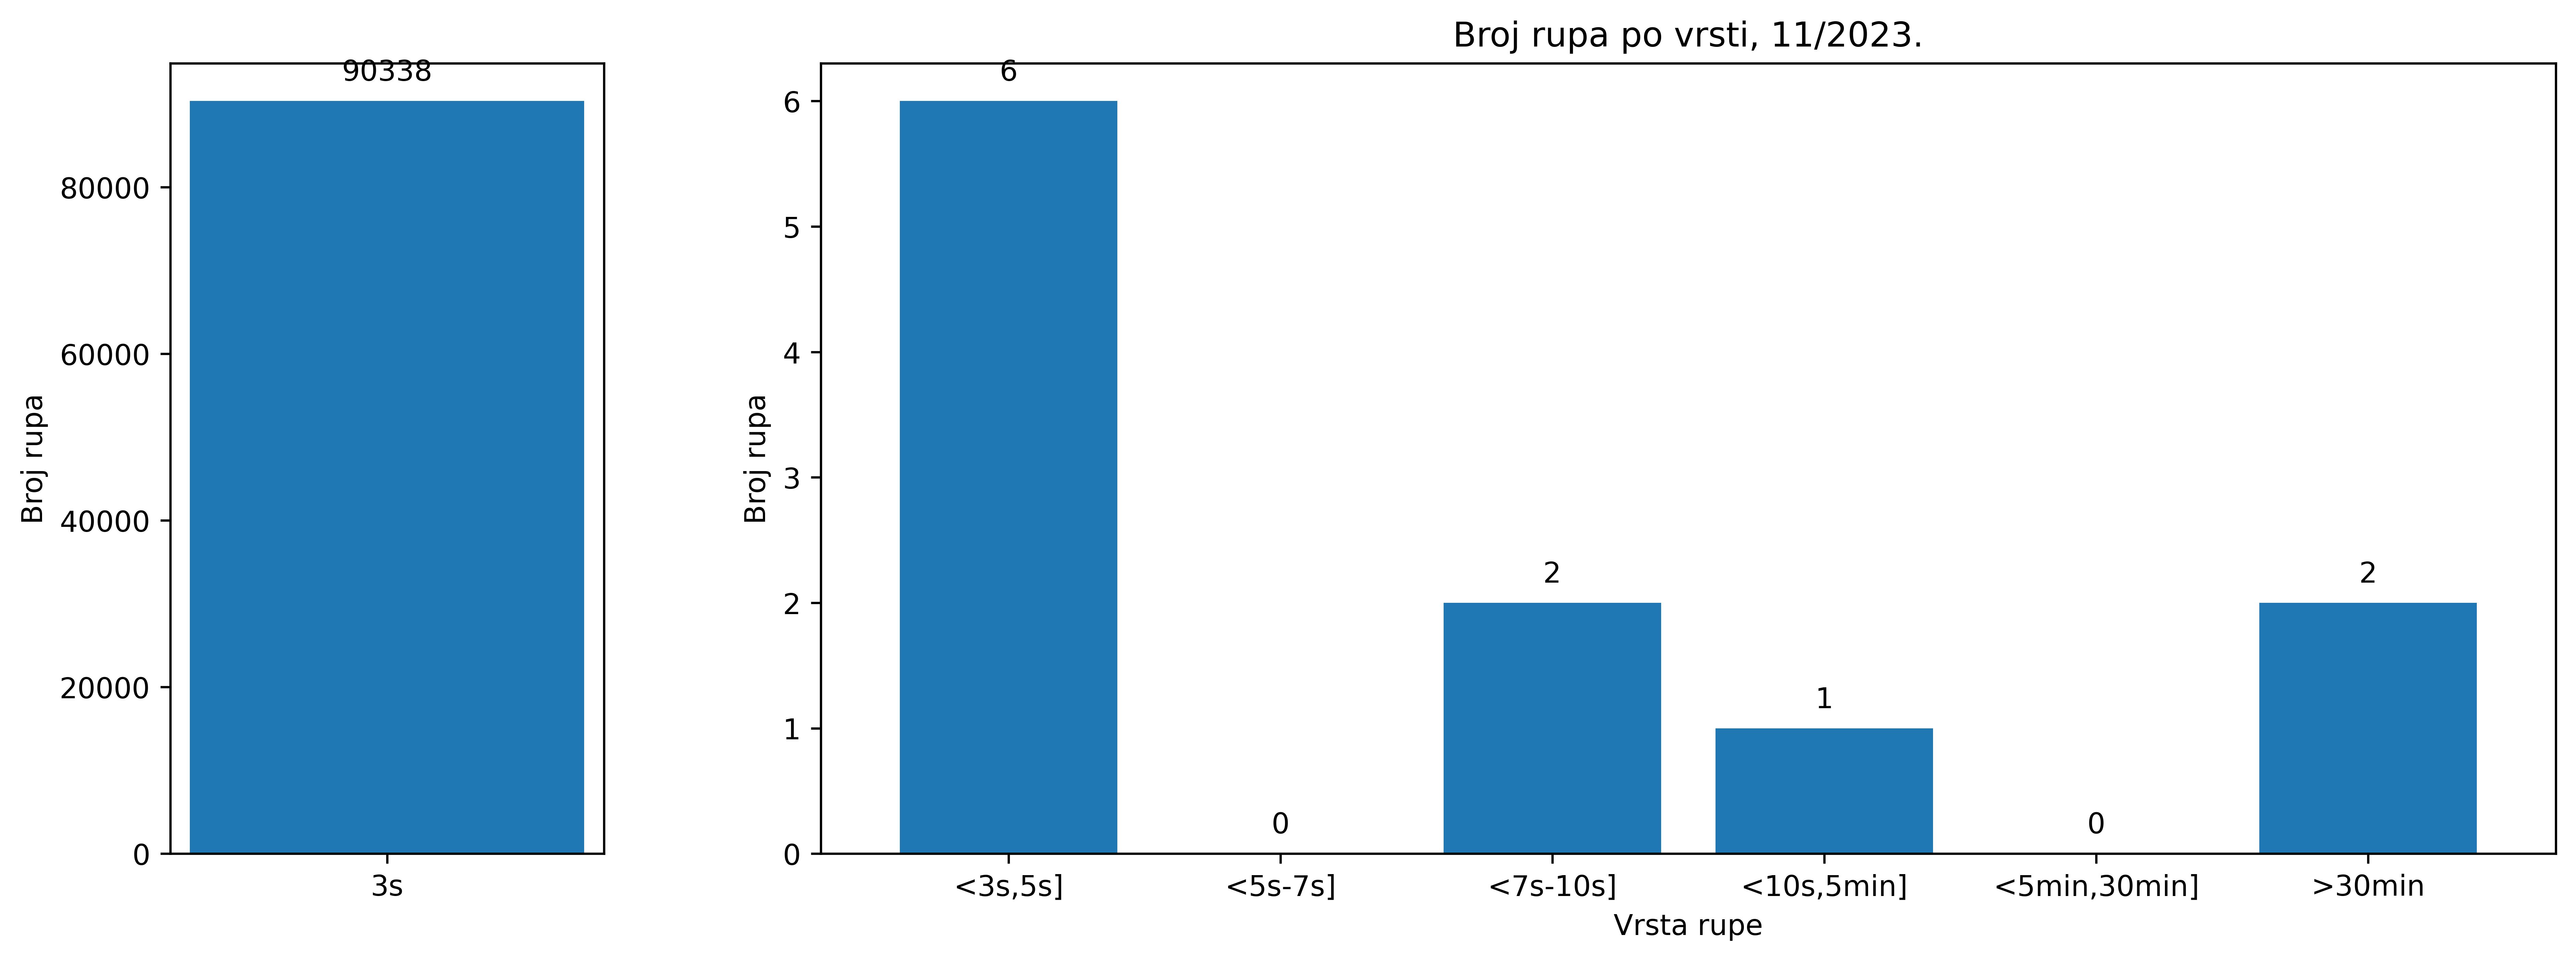 Broj rupa po vrsti, 11/2023.
90338
80000
60000
40000
20000
0
Broj rupa
3s
6
0
2
1
0
2
6
5
4
3
2
1
0
Broj rupa
<3s,5s]
<5s-7s]
<7s-10s]
<10s,5min]
<5min,30min]
>30min
Vrsta rupe